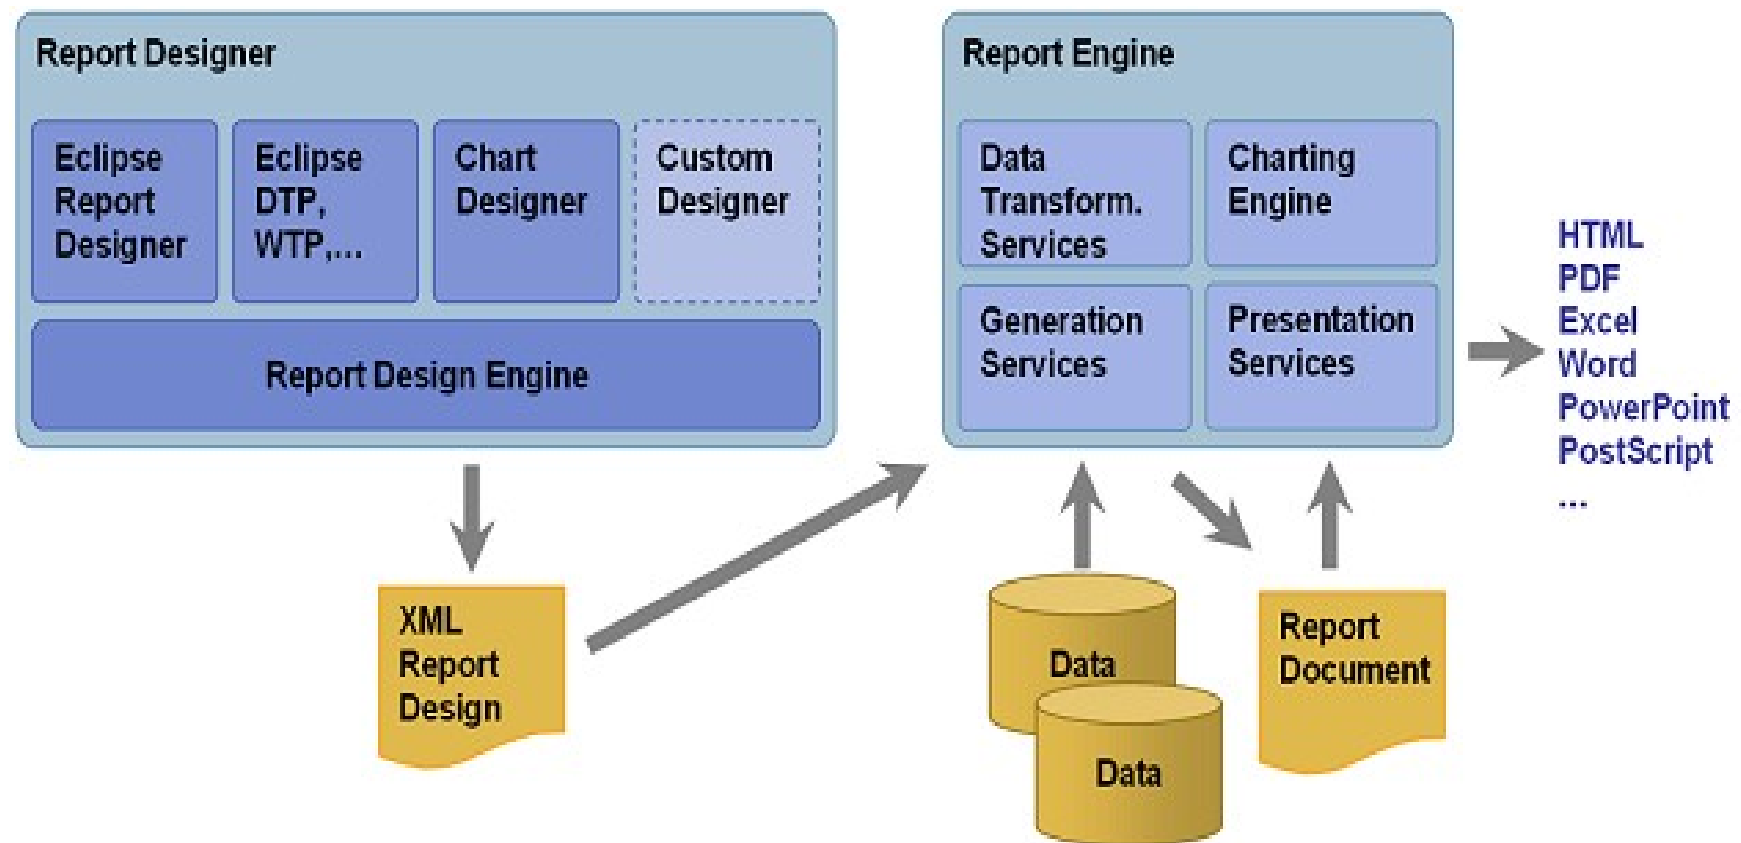 Report Designer
Eclipse
Report
Designer
Eclipse
DTP,
WTP,...
Chart
Designer
Custom
Designer
Report Design Engine
Report Engine
Data
Transform.
Services
Charting
Engine
Generation
Services
Presentation
Services
HTML
PDF
Excel
Word
PowerPoint
PostScript
...
XML
Report
Design
Data
Data
Report
Document